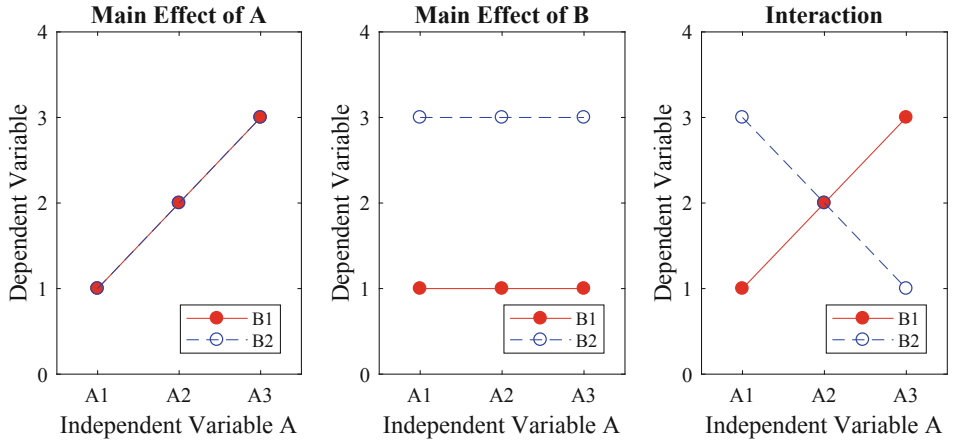 Main Effect of A
4
3
2
1
0
Dependent Variable
B1
B2
A1 A2 A3
Independent Variable A
Main Effect of B
4
3
2
1
0
Dependent Variable
B1
B2
A1 A2 A3
Independent Variable A
Interaction
4
3
2
1
0
Dependent Variable
B1
B2
A1 A2 A3
Independent Variable A